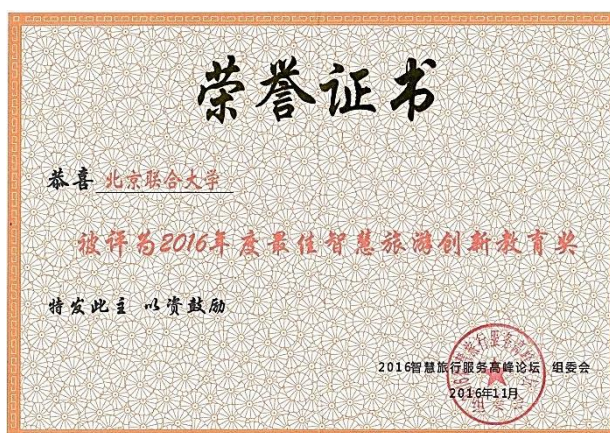 荣誉证书
恭喜 北京联合大学
被评为2016年度最佳智慧旅游创新教育奖
特发此主 以资鼓励
2016智慧旅行服务高峰论坛 组委会
2016年11月